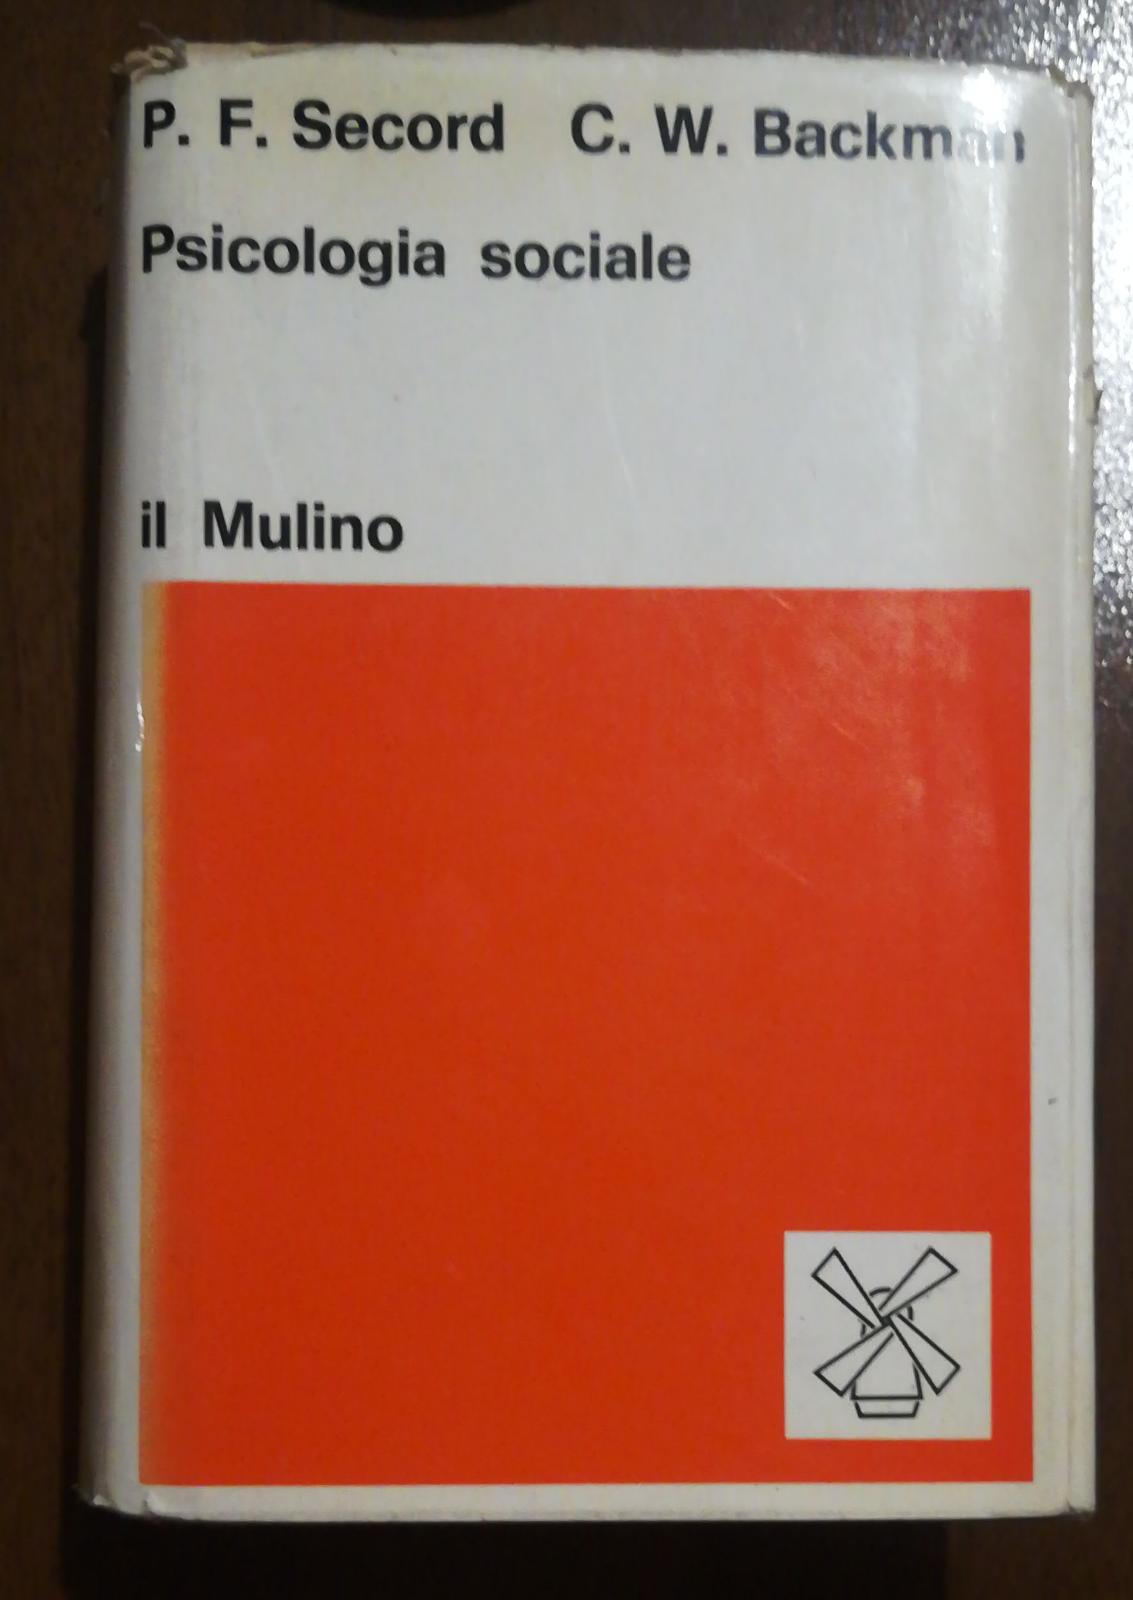 P. F. Secord C. W. Backman
Psicologia sociale
il Mulino